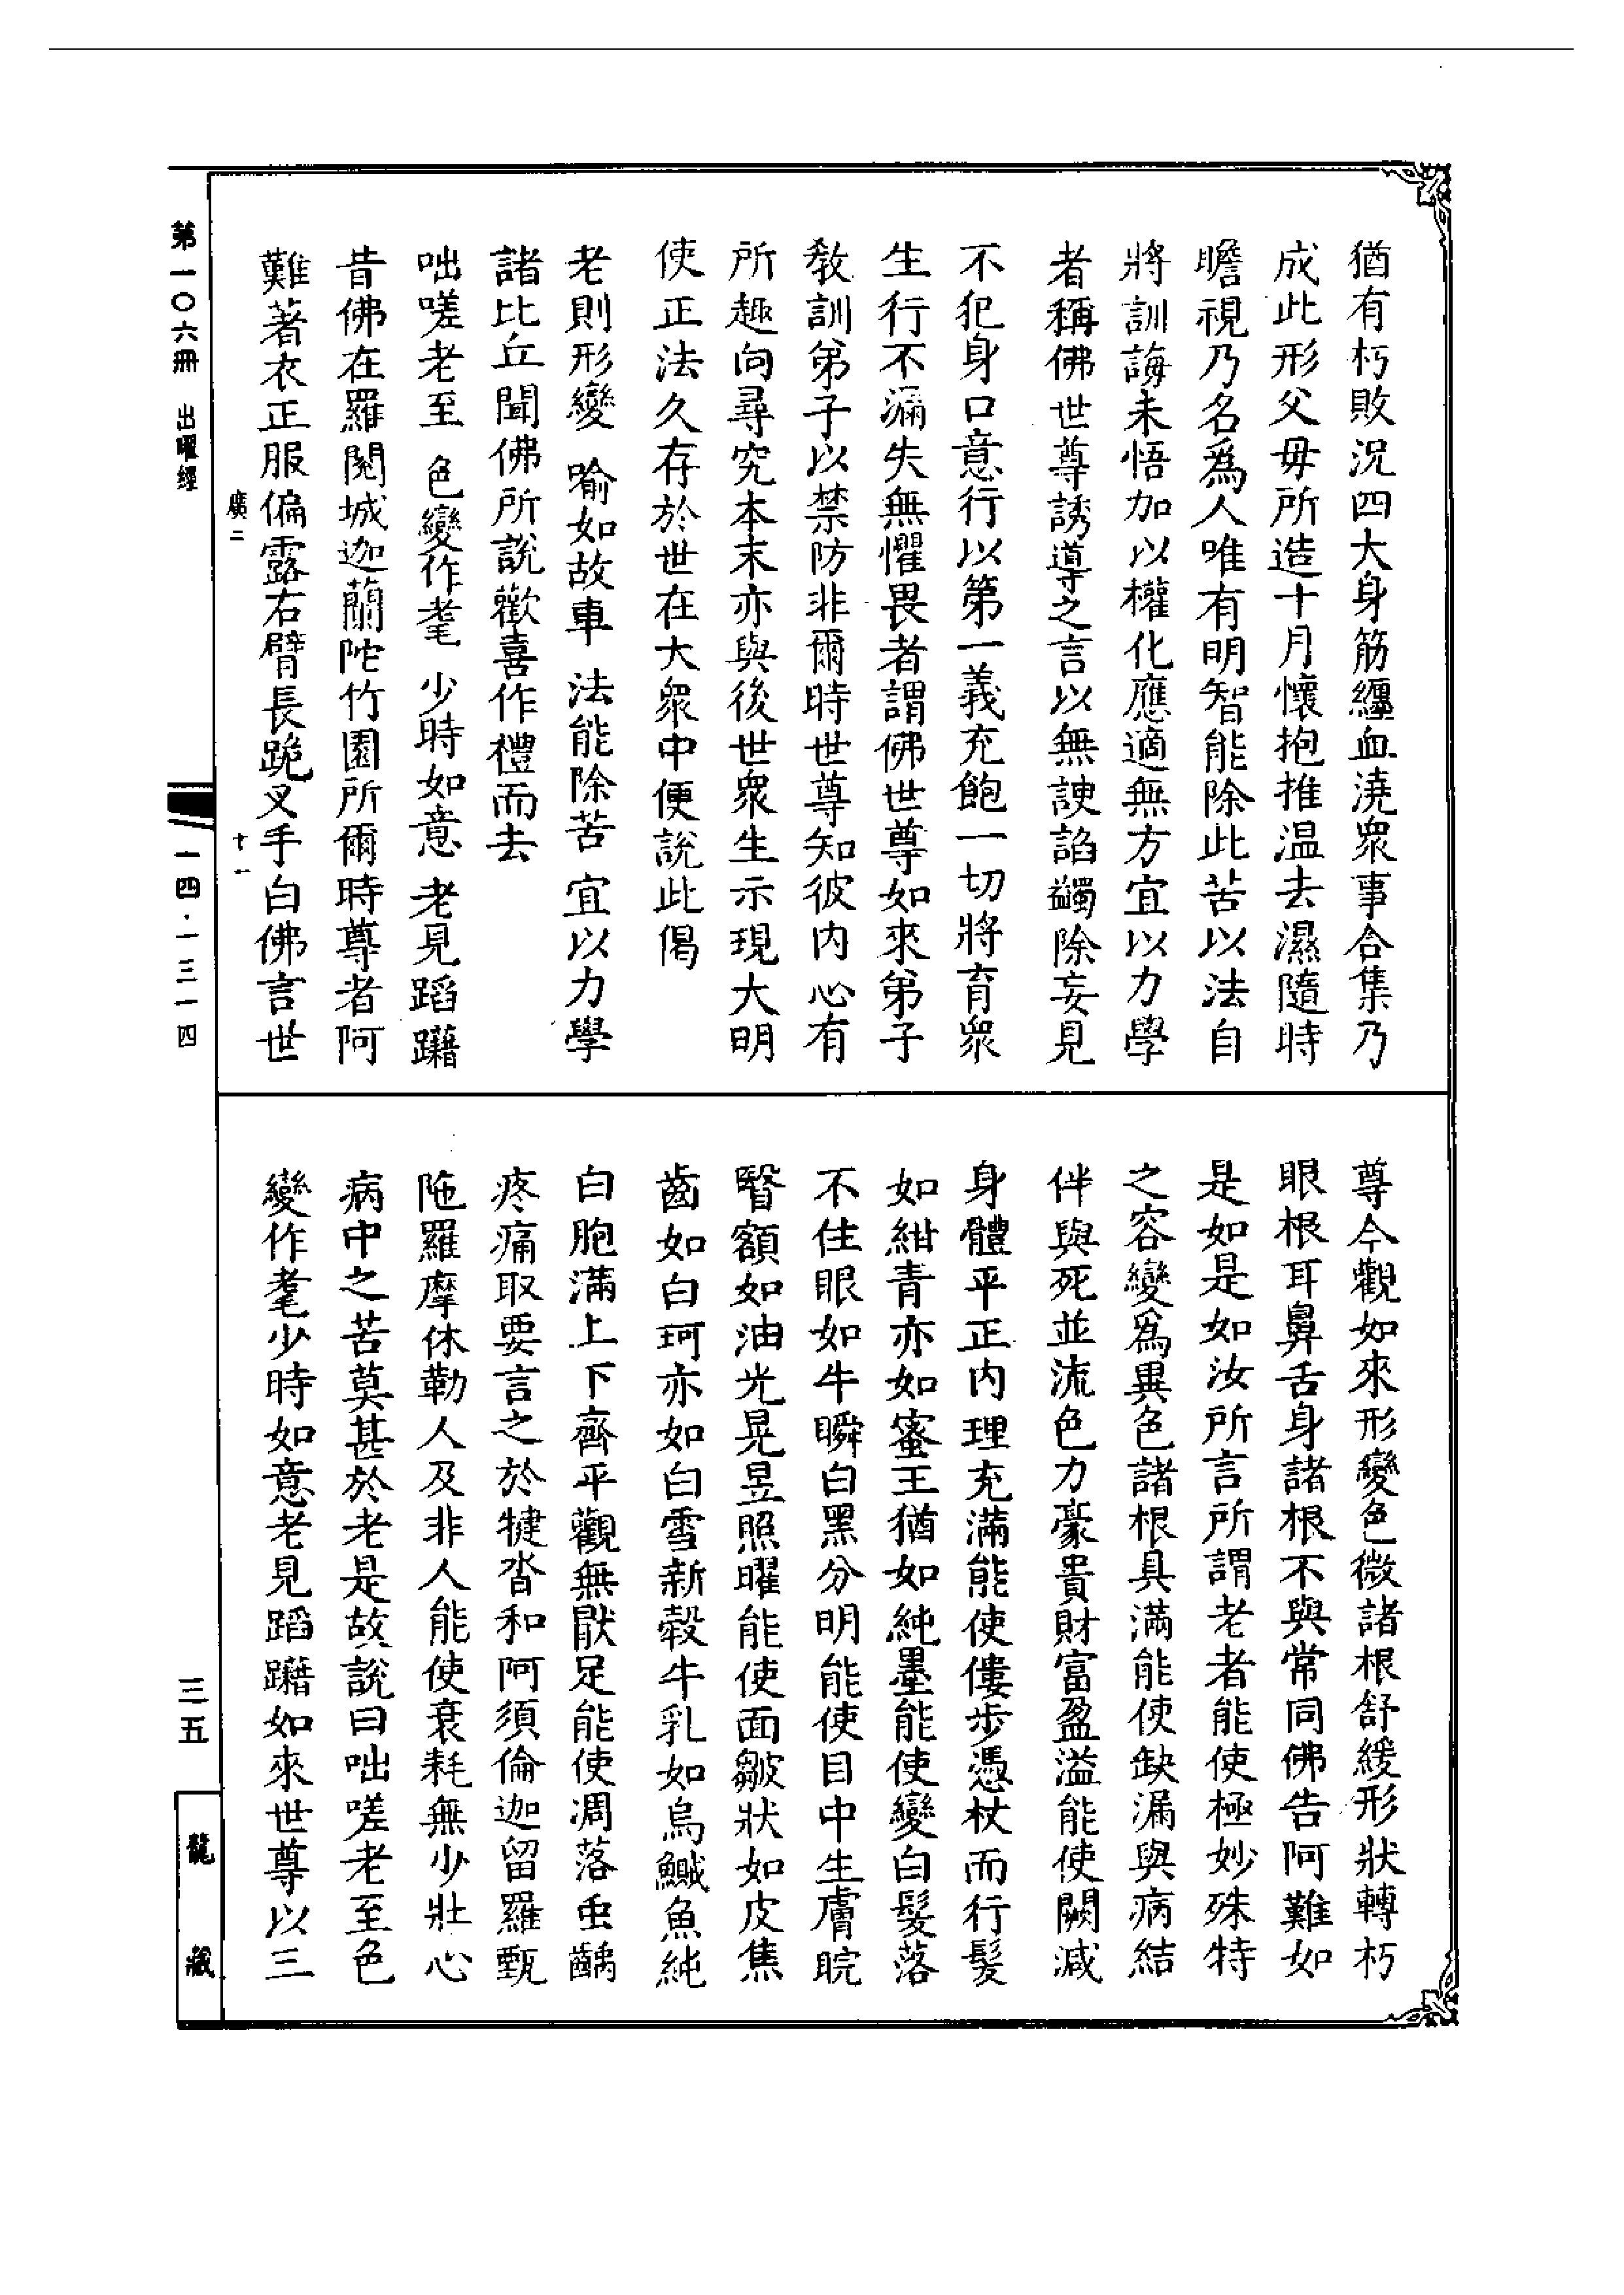 猶有朽敗況四大身筋纏血澆衆事合集乃
成此形父毋所造十月懷抱推温去濕隨時
瞻視乃名爲人唯有明智能除此苦以法自
將訓誨未悟加以權化應適無方宜以力學
者稱佛世尊誘導之言以無諛諂蠲除妄見
不犯身口意行以第一義充飽一切將育衆
生行不漏失無懼畏者謂佛世尊如來第子
教訓第子以禁防非爾時世尊知彼内心有
所趣向尋究本末亦與後世衆生示現大明
使正法久存於世在大衆中便說此偈
老則形變 喻如故車 法能除苦 宜以力學
諸比丘聞佛所說歡喜作禮而去
咄嗟老至 色變作耄 少時如意 老見蹈躪
昔佛在羅閱城迦蘭陀竹園所爾時尊者阿
難著衣正服偏露右臂長跪叉手白佛言世
尊今觀如來形變色微諸根舒緩形狀轉朽
眼根耳鼻舌身諸根不與常同佛告阿難如
是如是如汝所言所謂老者能使極妙殊特
之容變爲異色諸根具滿能使缺漏與病結
伴與死並流色力豪貴財富盈溢能使闕減
身體平正内理充滿能使僂步憑杖而行髮
如紺青亦如蜜王猶如純墨能使變白髮落
不住眼如牛瞬白黑分明能使目中生膚睆
瞖額如油光晃昱照曜能使面皺狀如皮焦
齒如白珂亦如白雪新𣫘牛乳如烏鱵魚純
白胞滿上下齊平觀無猒足能使凋落虫齲
疼痛取要言之於揵沓和阿須倫迦留羅甄
陁羅摩休勒人及非人能使衰耗無少壯心
病中之苦莫甚於老是故說曰咄嗟老至色
變作耄少時如意老見蹈躪如來世尊以三
廣二
十一
第一〇六冊 出曜經
一四·一三一四
三五
龍藏